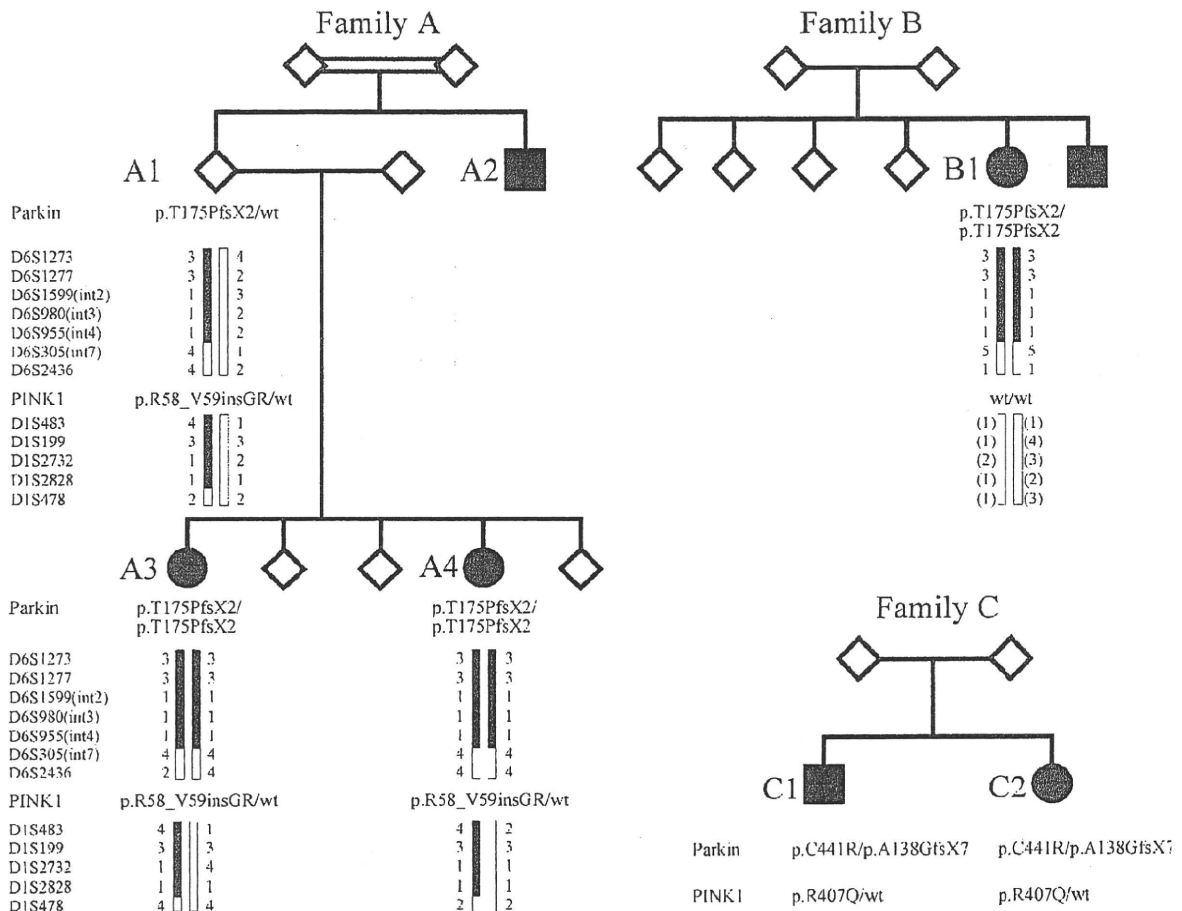 Family A
Family B
A1
A2
B1
Parkin p.T175PfsX2/wt
p.T175PfsX2/
p.T175PfsX2
D6S1273 3 4
D6S1277 3 2
D6S1599(int2) 1 3
D6S980(int3) 1 2
D6S955(int4) 1 2
D6S305(int7) 4 1
D6S2436 4 2
3 3
3 3
1 1
1 1
1 1
5 5
1 1
PINK1 p.R58_V59insGR/wt
wt/wt
D1S483 4 1
D1S199 3 3
D1S2732 1 2
D1S2828 1 1
D1S478 2 2
(1) (1)
(1) (4)
(2) (3)
(1) (2)
(1) (3)
A3
A4
Parkin p.T175PfsX2/ p.T175PfsX2/
p.T175PfsX2 p.T175PfsX2
D6S1273 3 3 3 3
D6S1277 3 3 3 3
D6S1599(int2) 1 1 1 1
D6S980(int3) 1 1 1 1
D6S955(int4) 1 1 1 1
D6S305(int7) 4 4 4 4
D6S2436 2 4 4 4
PINK1 p.R58_V59insGR/wt p.R58_V59insGR/wt
D1S483 4 1 4 2
D1S199 3 3 3 3
D1S2732 1 4 1 1
D1S2828 1 1 1 1
D1S478 4 4 2 2
Family C
C1
C2
Parkin p.C441R/p.A138GfsX7 p.C441R/p.A138GfsX7
PINK1 p.R407Q/wt p.R407Q/wt